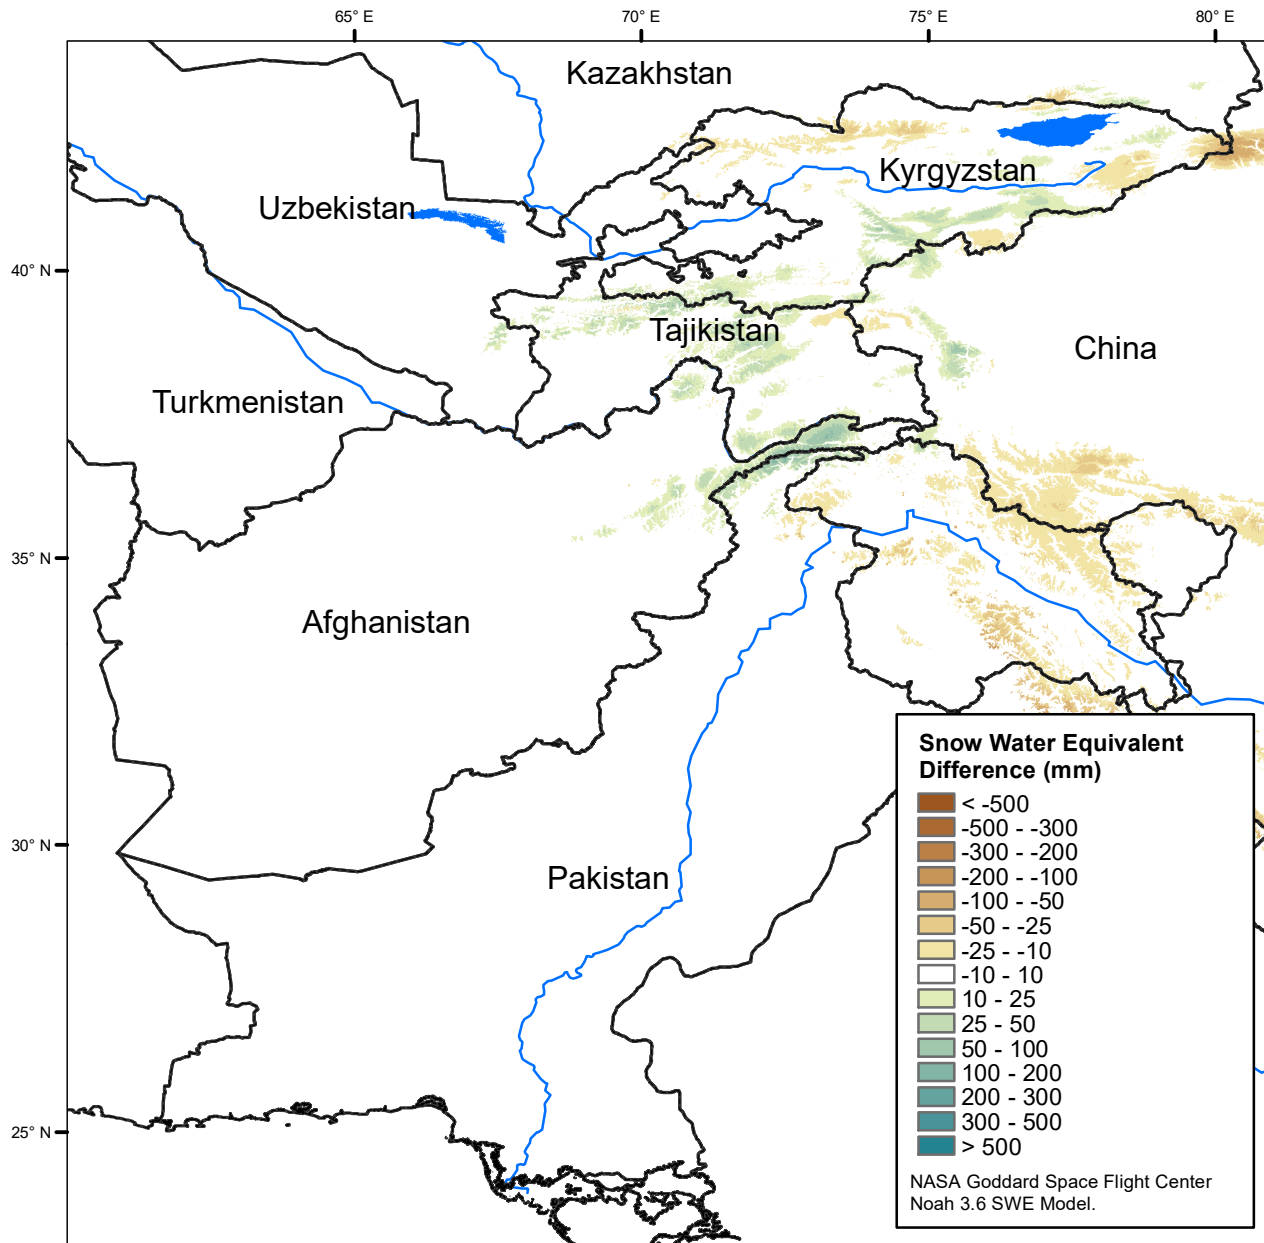 65° E
70° E
75° E
80° E
Kazakhstan
Kyrgyzstan
Uzbekistan
40° N
Tajikistan
China
Turkmenistan
35° N
Afghanistan
Snow Water Equivalent
Difference (mm)
< -500
-500 - -300
-300 - -200
-200 - -100
-100 - -50
-50 - -25
-25 - -10
-10 - 10
10 - 25
25 - 50
50 - 100
100 - 200
200 - 300
300 - 500
> 500
NASA Goddard Space Flight Center
Noah 3.6 SWE Model.
30° N
Pakistan
25° N